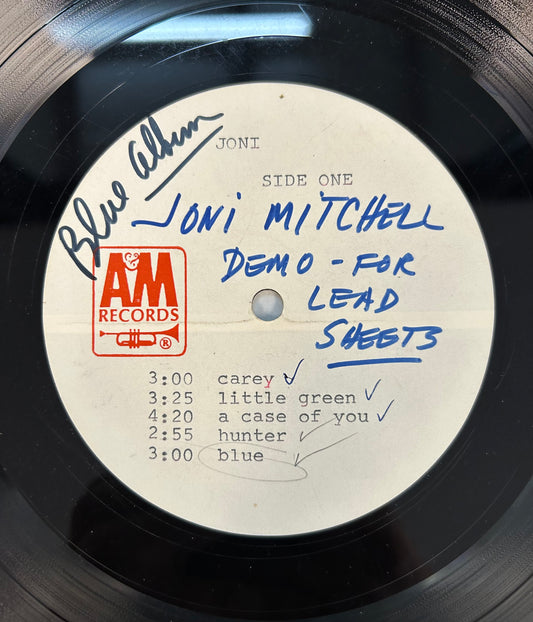 Blue Album
JONI
SIDE ONE
JONI MITCHELL
DEMO - FOR
LEAD
SHEETS
A&M
RECORDS
®
3:00 carey
3:25 little green
4:20 a case of you
2:55 hunter
3:00 blue